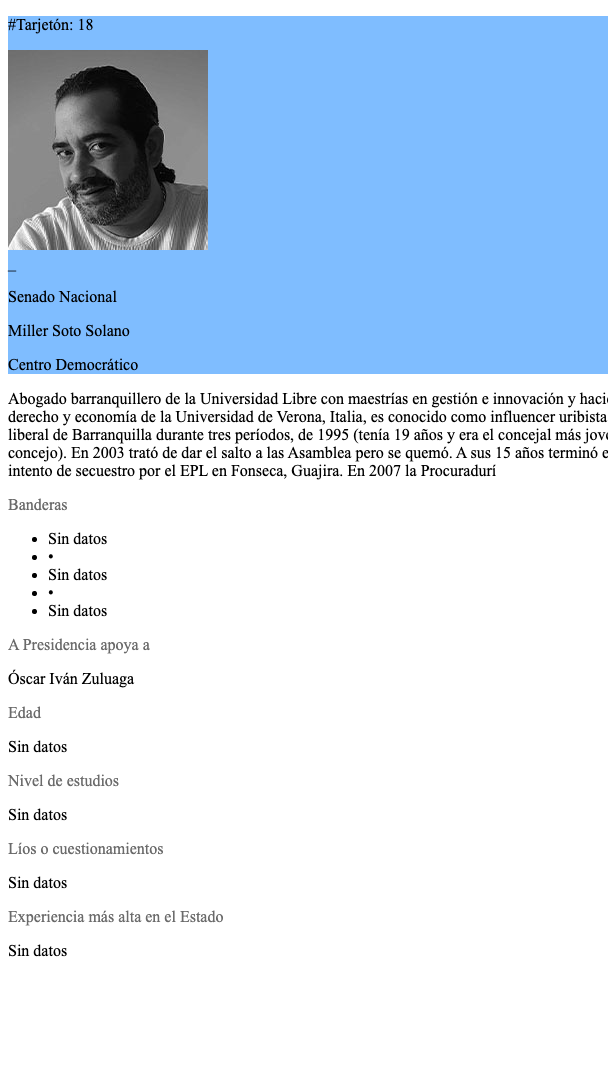 #Tarjetón: 18
_
Senado Nacional
Miller Soto Solano
Centro Democrático
Abogado barranquillero de la Universidad Libre con maestrías en gestión e innovación y
derecho y economía de la Universidad de Verona, Italia, es conocido como influencer uribista
liberal de Barranquilla durante tres períodos, de 1995 (tenía 19 años y era el concejal más
concejo). En 2003 trató de dar el salto a las Asamblea pero se quemó. A sus 15 años terminó
intento de secuestro por el EPL en Fonseca, Guajira. En 2007 la Procuradurí
Banderas
• Sin datos
• •
• Sin datos
• •
• Sin datos
A Presidencia apoya a
Óscar Iván Zuluaga
Edad
Sin datos
Nivel de estudios
Sin datos
Líos o cuestionamientos
Sin datos
Experiencia más alta en el Estado
Sin datos